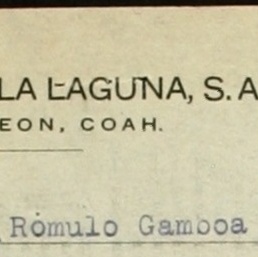 LA LAGUNA, S. A
EON, COAH.
Rómulo Gamboa